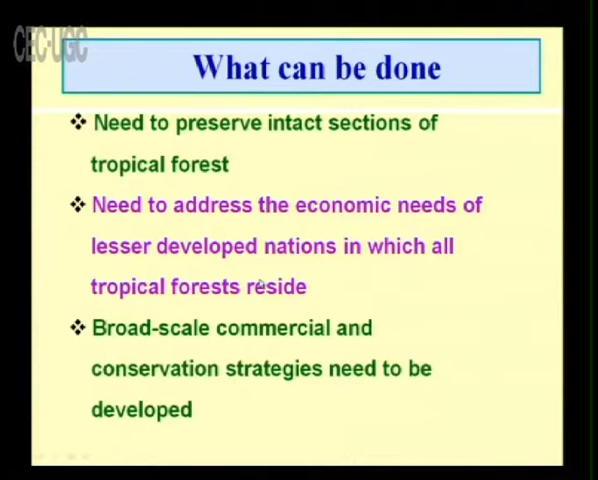 CEC-UGC
What can be done
❖ Need to preserve intact sections of
tropical forest
❖ Need to address the economic needs of
lesser developed nations in which all
tropical forests reside
❖ Broad-scale commercial and
conservation strategies need to be
developed